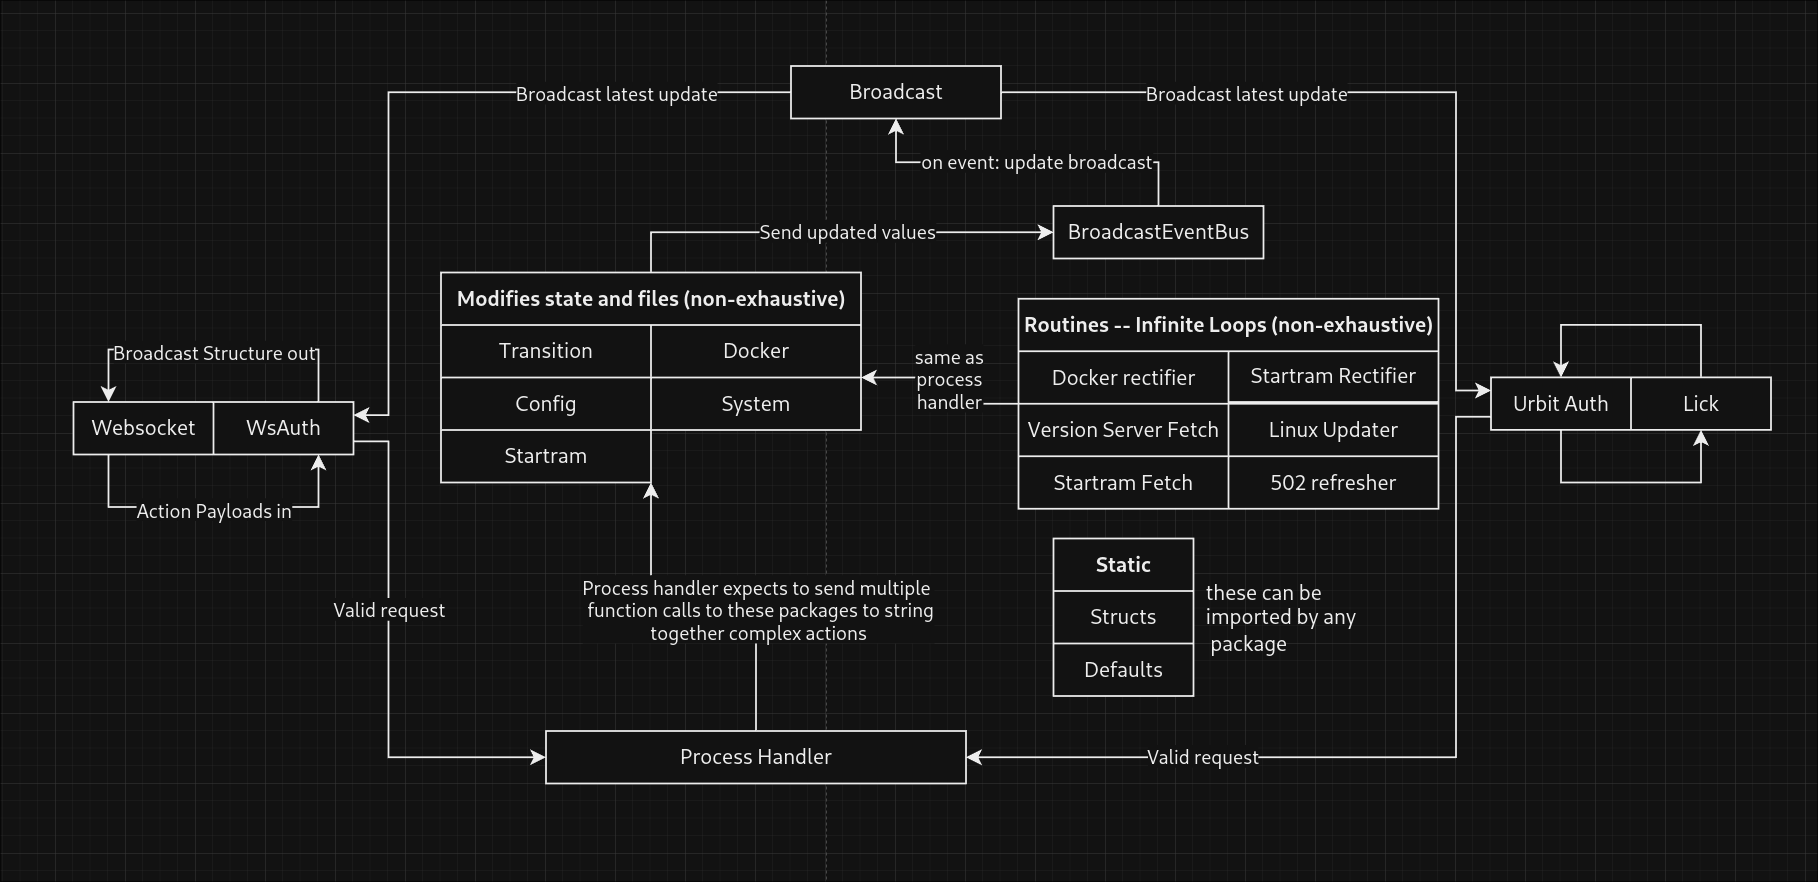 Broadcast latest update
Broadcast
Broadcast latest update
on event: update broadcast
Send updated values
BroadcastEventBus
Modifies state and files (non-exhaustive)
Transition
Docker
Config
System
Startram
Routines -- Infinite Loops (non-exhaustive)
Docker rectifier
Startram Rectifier
Version Server Fetch
Linux Updater
Startram Fetch
502 refresher
same as
process
handler
Broadcast Structure out
Websocket
WsAuth
Action Payloads in
Urbit Auth
Lick
Static
Structs
Defaults
these can be
imported by any
package
Valid request
Process handler expects to send multiple
function calls to these packages to string
together complex actions
Process Handler
Valid request